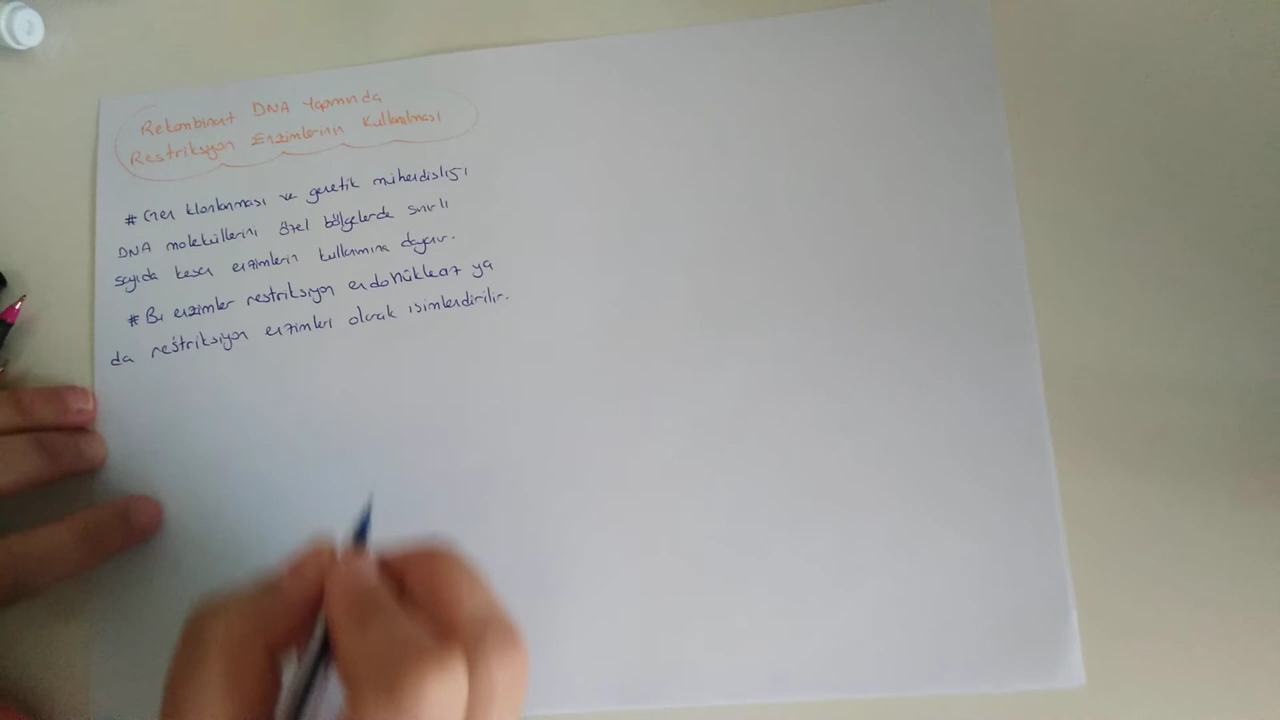 Rekombinant DNA Yapımında
Restriksiyon Enzimlerinin Kullanılması
# Gen klonlanması ve genetik mühendisliği
DNA moleküllerini özel bölgelerde sınırlı
sayıda kesen enzimlerin kullanımına dayanır.
# Bu enzimler restriksiyon endonükleaz ya
da restriksiyon enzimleri olarak isimlendirilir.